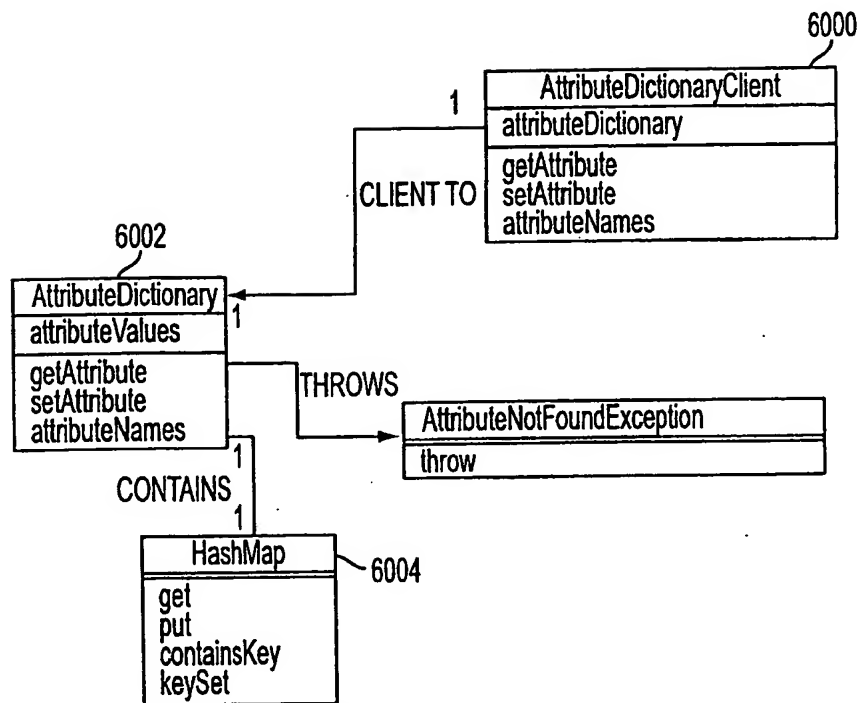 6000
AttributeDictionaryClient
attributeDictionary
getAttribute
setAttribute
attributeNames
1
CLIENT TO
6002
AttributeDictionary
1
attributeValues
getAttribute
setAttribute
attributeNames
THROWS
AttributeNotFoundException
throw
1
CONTAINS
1
HashMap
6004
get
put
containsKey
keySet